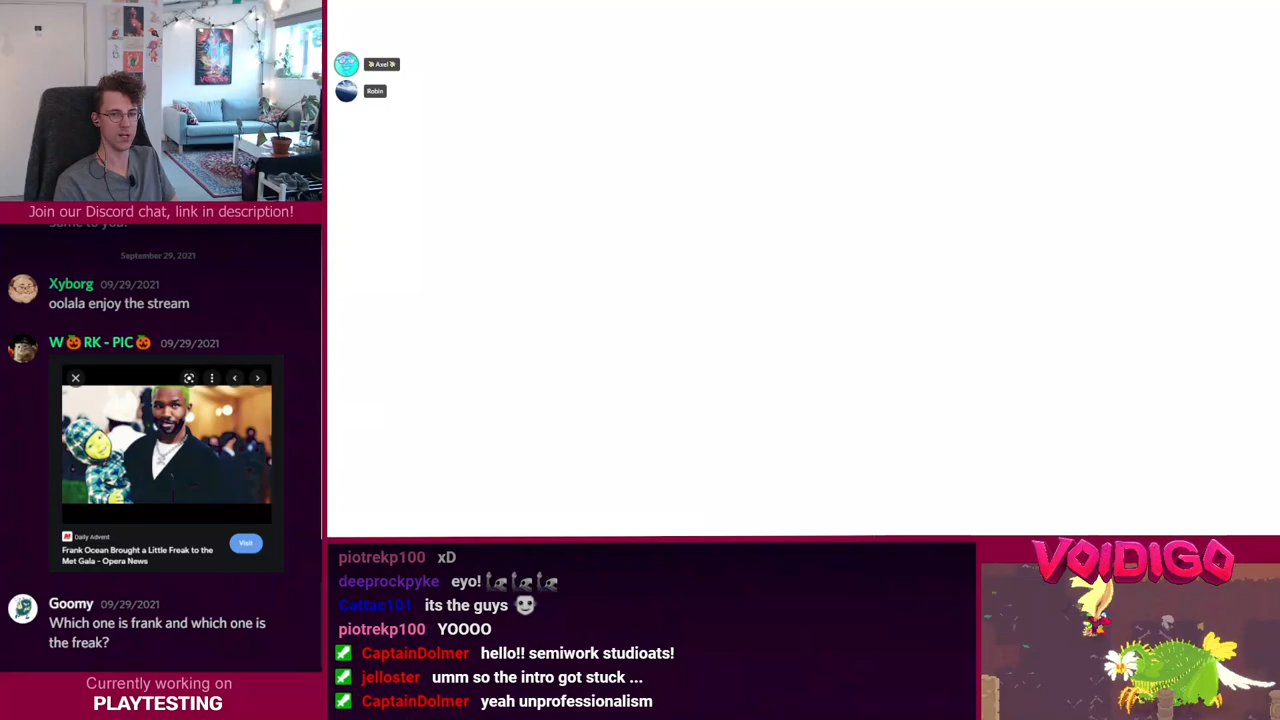 Join our Discord chat, link in description!
same to you!
September 29, 2021
Xyborg 09/29/2021
oolala enjoy the stream
W🎃RK - PIC🎃 09/29/2021
Daily Advent
Frank Ocean Brought a Little Freak to the
Met Gala - Opera News
Visit
Goomy 09/29/2021
Which one is frank and which one is
the freak?
Currently working on
PLAYTESTING
Axel
Robin
piotrekp100 xD
deeprockpyke eyo!
Cattac101 its the guys
piotrekp100 YOOOO
CaptainDolmer hello!! semiwork studioats!
jelloster umm so the intro got stuck ...
CaptainDolmer yeah unprofessionalism
VOIDIGO